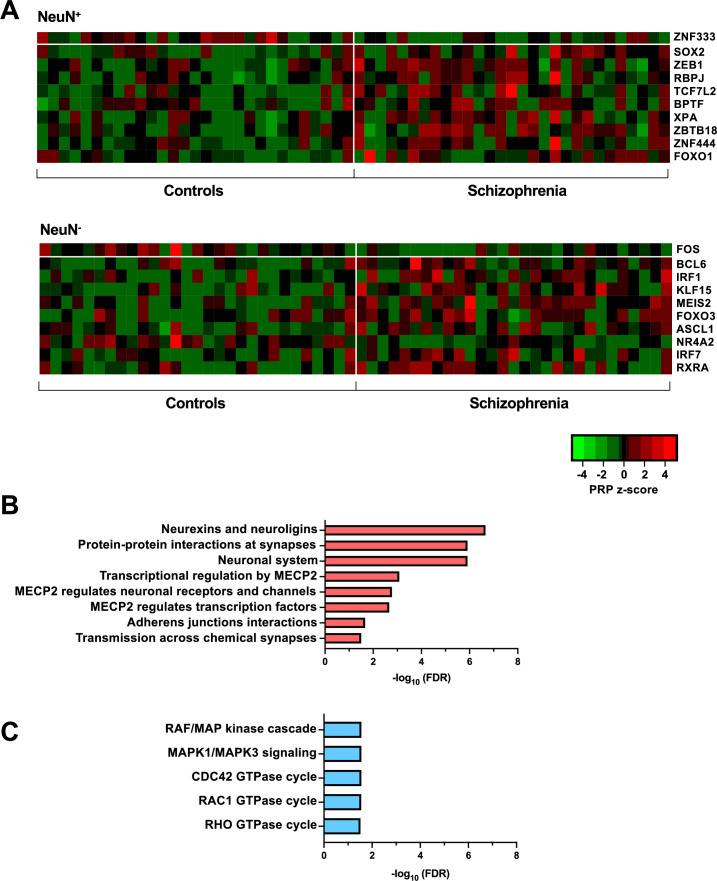 A
NeuN⁺
ZNF333
SOX2
ZEB1
RBPJ
TCF7L2
BPTF
XPA
ZBTB18
ZNF444
FOXO1
Controls
Schizophrenia
NeuN⁻
FOS
BCL6
IRF1
KLF15
MEIS2
FOXO3
ASCL1
NR4A2
IRF7
RXRA
Controls
Schizophrenia
-4 -2 0 2 4
PRP z-score
B
Neurexins and neuroligins
Protein-protein interactions at synapses
Neuronal system
Transcriptional regulation by MECP2
MECP2 regulates neuronal receptors and channels
MECP2 regulates transcription factors
Adherens junctions interactions
Transmission across chemical synapses
0 2 4 6 8
-log₁₀ (FDR)
C
RAF/MAP kinase cascade
MAPK1/MAPK3 signaling
CDC42 GTPase cycle
RAC1 GTPase cycle
RHO GTPase cycle
0 2 4 6 8
-log₁₀ (FDR)